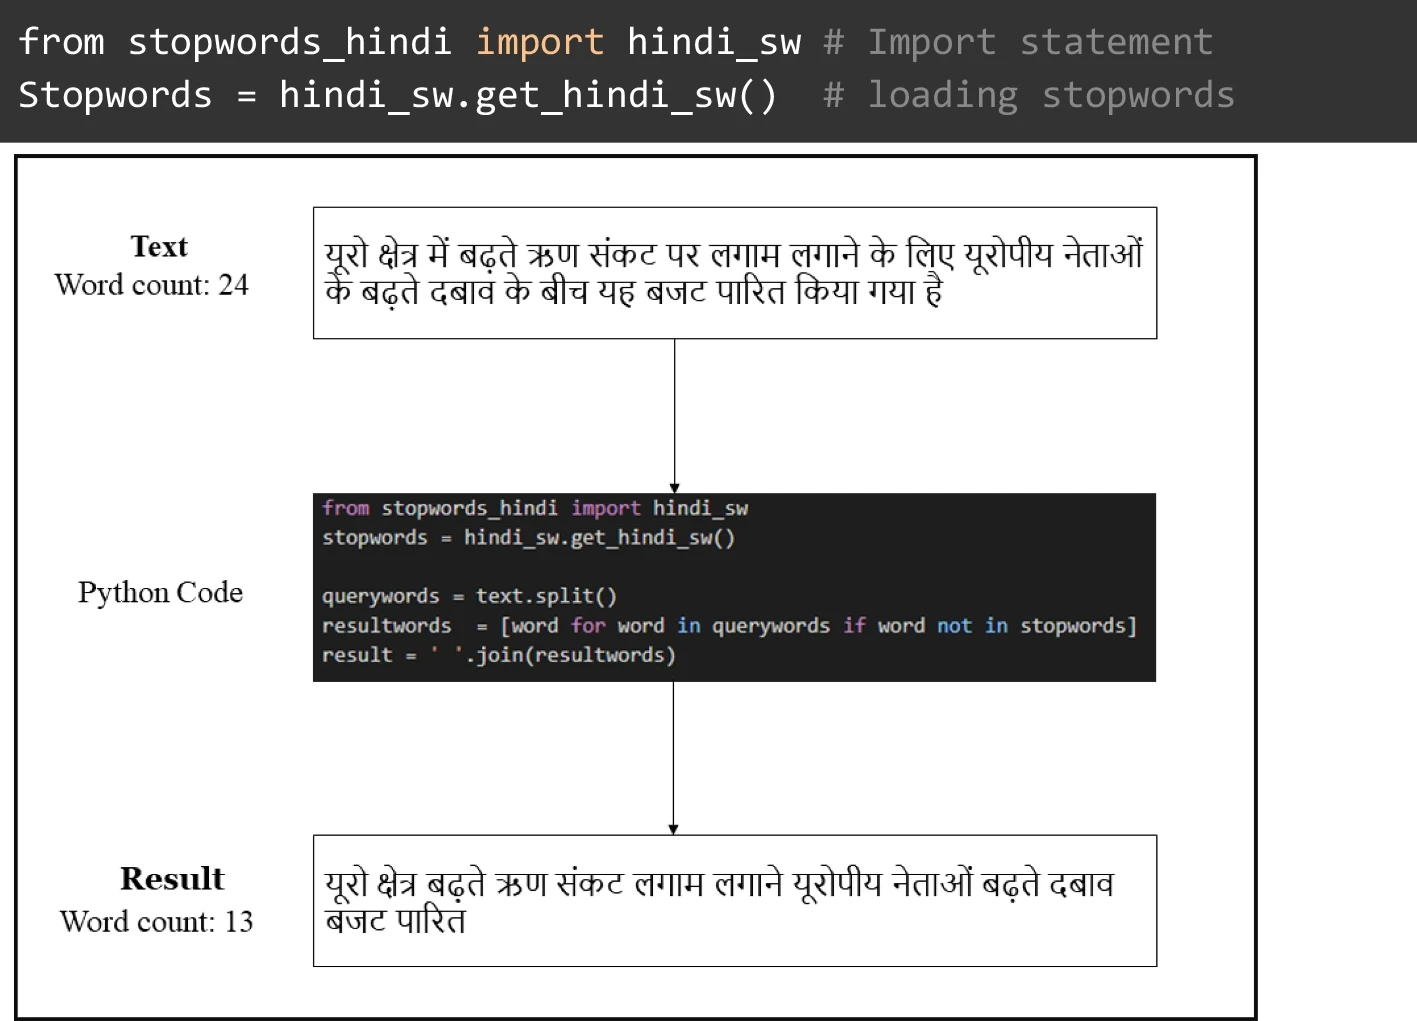 from stopwords_hindi import hindi_sw # Import statement
Stopwords = hindi_sw.get_hindi_sw()  # loading stopwords
Text
Word count: 24
यूरो क्षेत्र में बढ़ते ऋण संकट पर लगाम लगाने के लिए यूरोपीय नेताओं
के बढ़ते दबाव के बीच यह बजट पारित किया गया है
Python Code
from stopwords_hindi import hindi_sw
stopwords = hindi_sw.get_hindi_sw()
querywords = text.split()
resultwords  = [word for word in querywords if word not in stopwords]
result = ' '.join(resultwords)
Result
Word count: 13
यूरो क्षेत्र बढ़ते ऋण संकट लगाम लगाने यूरोपीय नेताओं बढ़ते दबाव
बजट पारित